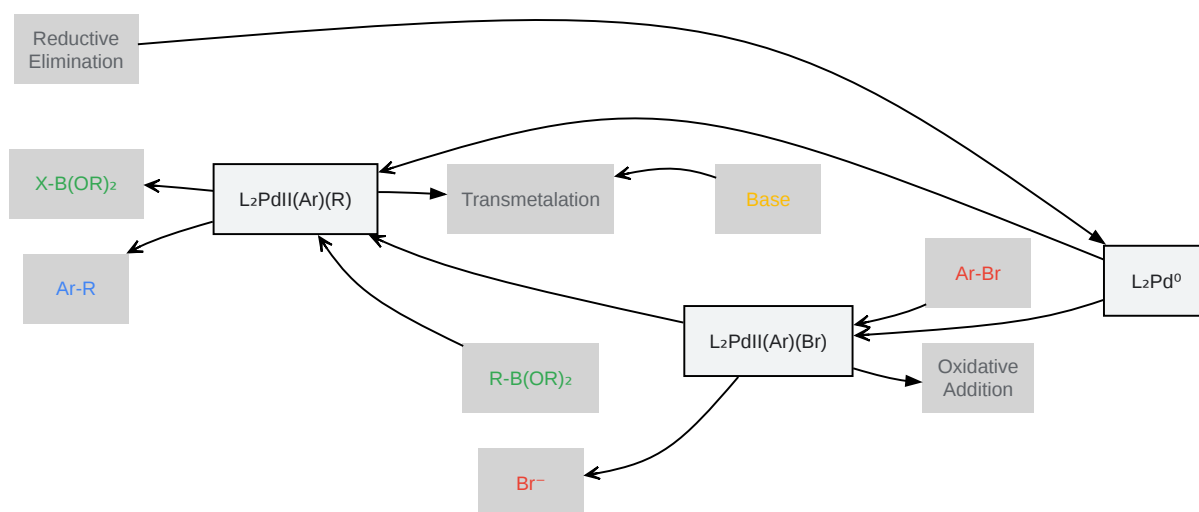 Reductive
Elimination
X-B(OR)₂
L₂PdII(Ar)(R)
Transmetalation
Base
Ar-R
Ar-Br
L₂Pd⁰
L₂PdII(Ar)(Br)
R-B(OR)₂
Oxidative
Addition
Br⁻